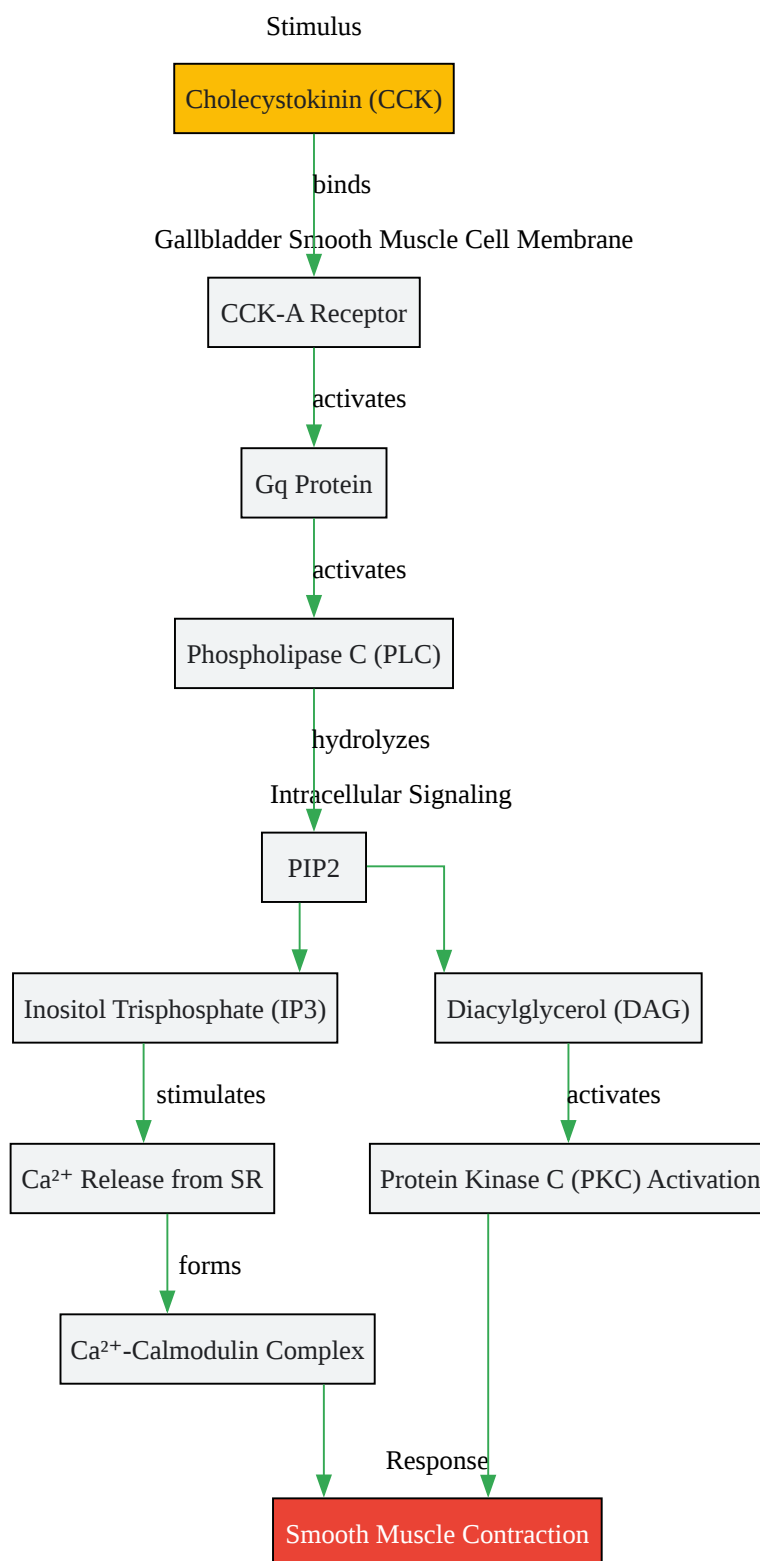 Stimulus
Cholecystokinin (CCK)
binds
Gallbladder Smooth Muscle Cell Membrane
CCK-A Receptor
activates
Gq Protein
activates
Phospholipase C (PLC)
hydrolyzes
Intracellular Signaling
PIP2
Inositol Trisphosphate (IP3)
Diacylglycerol (DAG)
stimulates
activates
Ca²⁺ Release from SR
Protein Kinase C (PKC) Activation
forms
Ca²⁺-Calmodulin Complex
Response
Smooth Muscle Contraction